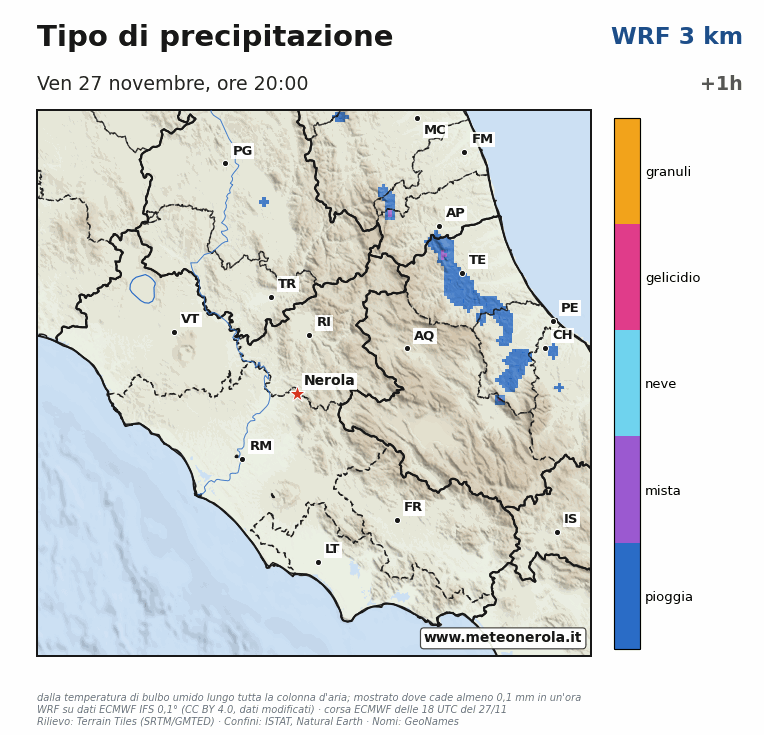 Tipo di precipitazione
WRF 3 km
Ven 27 novembre, ore 20:00
+1h
MC
FM
PG
AP
TE
TR
PE
VT
RI
AQ
CH
Nerola
RM
FR
IS
LT
www.meteonerola.it
granuli
gelicidio
neve
mista
pioggia
dalla temperatura di bulbo umido lungo tutta la colonna d'aria; mostrato dove cade almeno 0,1 mm in un'ora
WRF su dati ECMWF IFS 0,1° (CC BY 4.0, dati modificati) · corsa ECMWF delle 18 UTC del 27/11
Rilievo: Terrain Tiles (SRTM/GMTED) · Confini: ISTAT, Natural Earth · Nomi: GeoNames